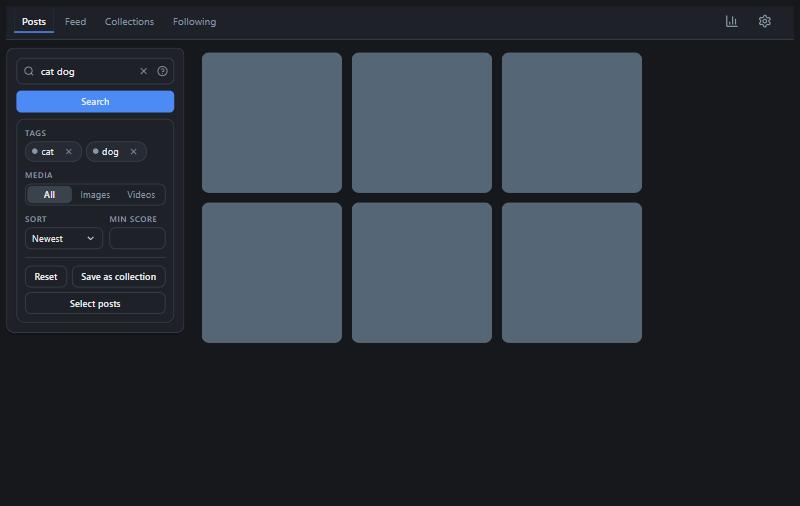 Posts Feed Collections Following
cat dog
Search
TAGS
cat dog
MEDIA
All Images Videos
SORT MIN SCORE
Newest
Reset Save as collection
Select posts